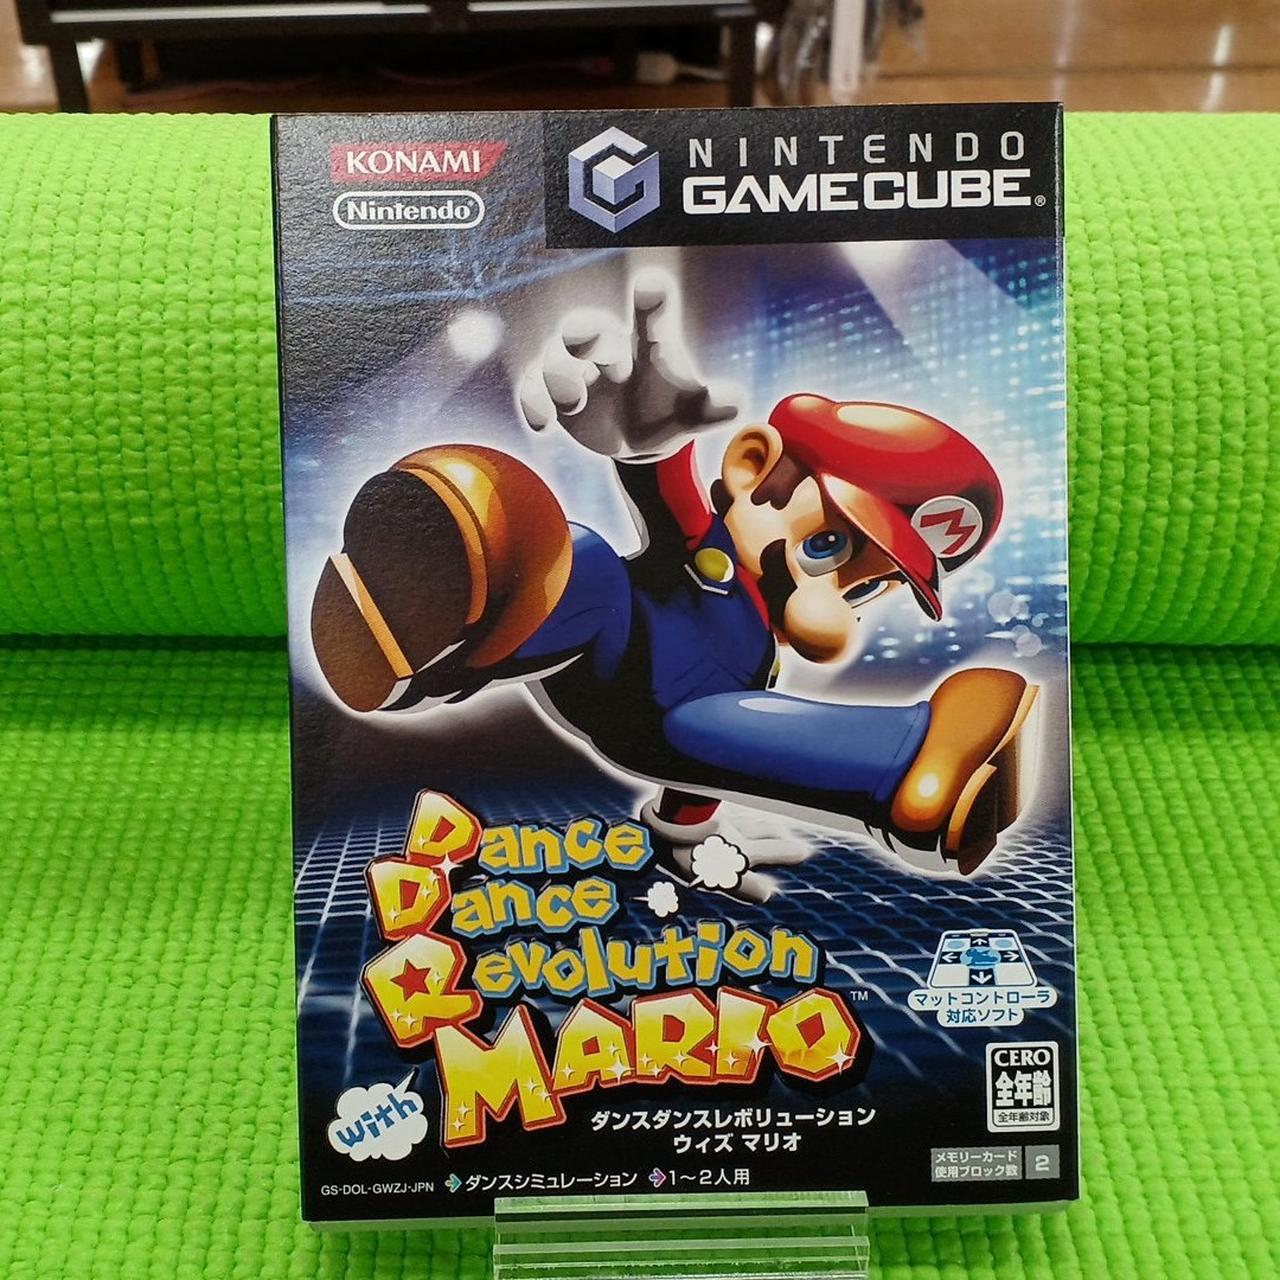 KONAMI
Nintendo
NINTENDO
GAMECUBE®
M
Dance
Dance
Revolution
with
MARIO™
ダンスダンスレボリューション
ウィズ マリオ
マットコントローラ
対応ソフト
CERO
全年齢
全年齢対象
メモリーカード
使用ブロック数 2
GS-DOL-GWZJ-JPN
ダンスシミュレーション 1〜2人用